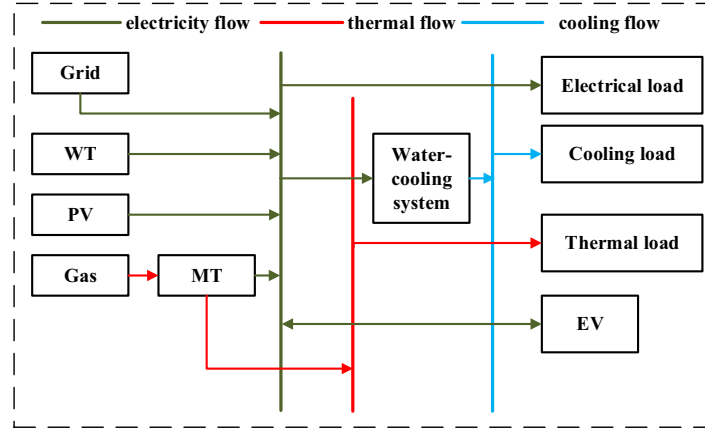 electricity flow
thermal flow
cooling flow
Grid
Electrical load
WT
Water-
cooling
system
Cooling load
PV
Thermal load
Gas
MT
EV